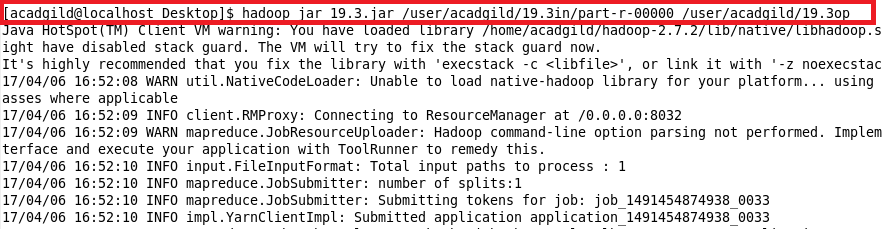 [acadgild@localhost Desktop]$ hadoop jar 19.3.jar /user/acadgild/19.3in/part-r-00000 /user/acadgild/19.3op
Java HotSpot(TM) Client VM warning: You have loaded library /home/acadgild/hadoop-2.7.2/lib/native/libhadoop.s
ight have disabled stack guard. The VM will try to fix the stack guard now.
It's highly recommended that you fix the library with 'execstack -c <libfile>', or link it with '-z noexecstac
17/04/06 16:52:08 WARN util.NativeCodeLoader: Unable to load native-hadoop library for your platform... using
asses where applicable
17/04/06 16:52:09 INFO client.RMProxy: Connecting to ResourceManager at /0.0.0.0:8032
17/04/06 16:52:09 WARN mapreduce.JobResourceUploader: Hadoop command-line option parsing not performed. Implem
terface and execute your application with ToolRunner to remedy this.
17/04/06 16:52:10 INFO input.FileInputFormat: Total input paths to process : 1
17/04/06 16:52:10 INFO mapreduce.JobSubmitter: number of splits:1
17/04/06 16:52:10 INFO mapreduce.JobSubmitter: Submitting tokens for job: job_1491454874938_0033
17/04/06 16:52:10 INFO impl.YarnClientImpl: Submitted application application_1491454874938_0033